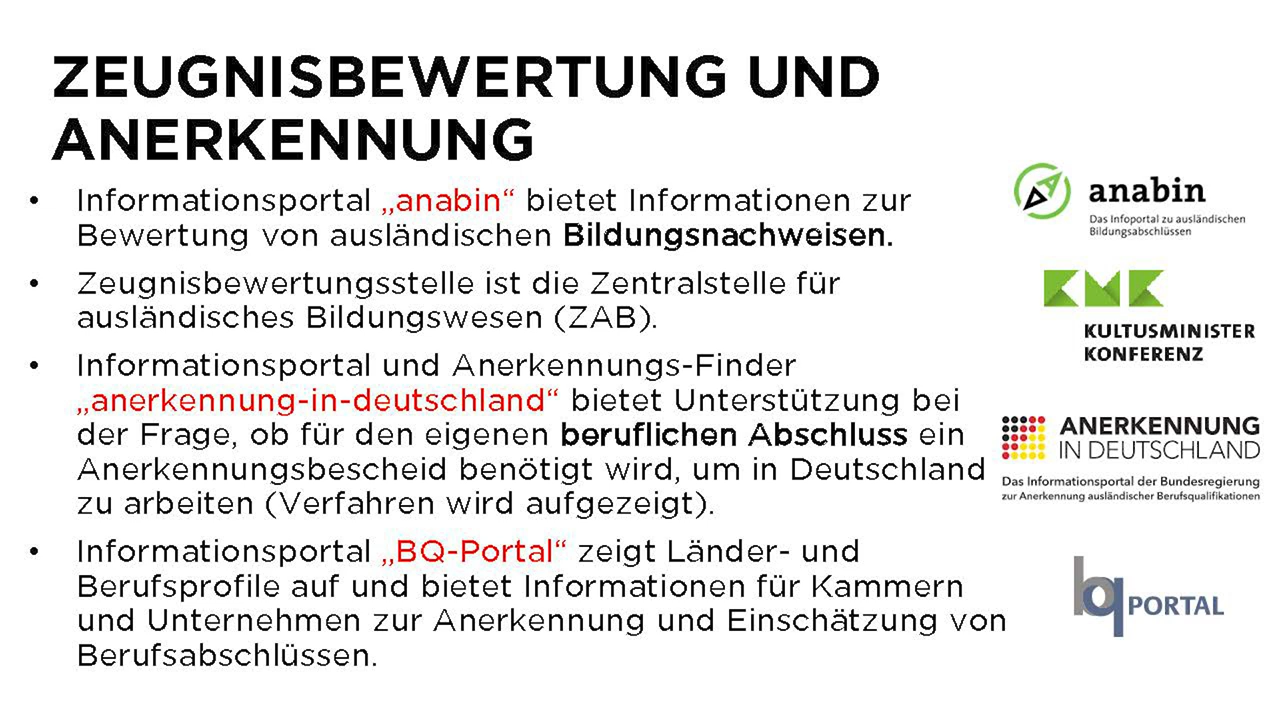 ZEUGNISBEWERTUNG UND
ANERKENNUNG
• Informationsportal „anabin“ bietet Informationen zur
Bewertung von ausländischen Bildungsnachweisen.
• Zeugnisbewertungsstelle ist die Zentralstelle für
ausländisches Bildungswesen (ZAB).
• Informationsportal und Anerkennungs-Finder
„anerkennung-in-deutschland“ bietet Unterstützung bei
der Frage, ob für den eigenen beruflichen Abschluss ein
Anerkennungsbescheid benötigt wird, um in Deutschland
zu arbeiten (Verfahren wird aufgezeigt).
• Informationsportal „BQ-Portal“ zeigt Länder- und
Berufsprofile auf und bietet Informationen für Kammern
und Unternehmen zur Anerkennung und Einschätzung von
Berufsabschlüssen.
anabin
Das Infoportal zu ausländischen
Bildungsabschlüssen
KMK
KULTUSMINISTER
KONFERENZ
ANERKENNUNG
IN DEUTSCHLAND
Das Informationsportal der Bundesregierung
zur Anerkennung ausländischer Berufsqualifikationen
bq PORTAL